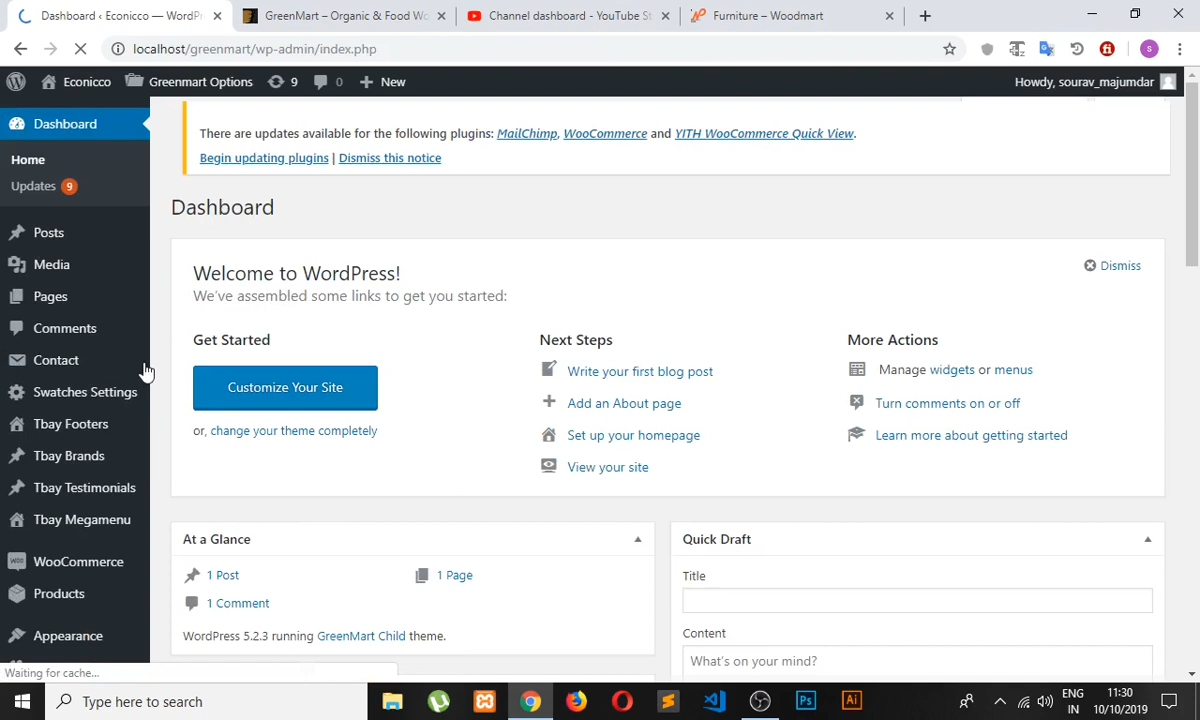 Dashboard ‹ Econicco — WordPr
GreenMart – Organic & Food Wo
Channel dashboard - YouTube St
Furniture – Woodmart
localhost/greenmart/wp-admin/index.php
S
Econicco
Greenmart Options
9
0
New
Howdy, sourav_majumdar
Dashboard
Home
Updates 9
Posts
Media
Pages
Comments
Contact
Swatches Settings
Tbay Footers
Tbay Brands
Tbay Testimonials
Tbay Megamenu
WooCommerce
Products
Appearance
There are updates available for the following plugins: MailChimp, WooCommerce and YITH WooCommerce Quick View.
Begin updating plugins | Dismiss this notice
Dashboard
Welcome to WordPress!
Dismiss
We've assembled some links to get you started:
Get Started
Customize Your Site
or, change your theme completely
Next Steps
Write your first blog post
Add an About page
Set up your homepage
View your site
More Actions
Manage widgets or menus
Turn comments on or off
Learn more about getting started
At a Glance
1 Post
1 Page
1 Comment
WordPress 5.2.3 running GreenMart Child theme.
Quick Draft
Title
Content
What's on your mind?
Waiting for cache...
Type here to search
Ps
Ai
ENG
IN
11:30
10/10/2019